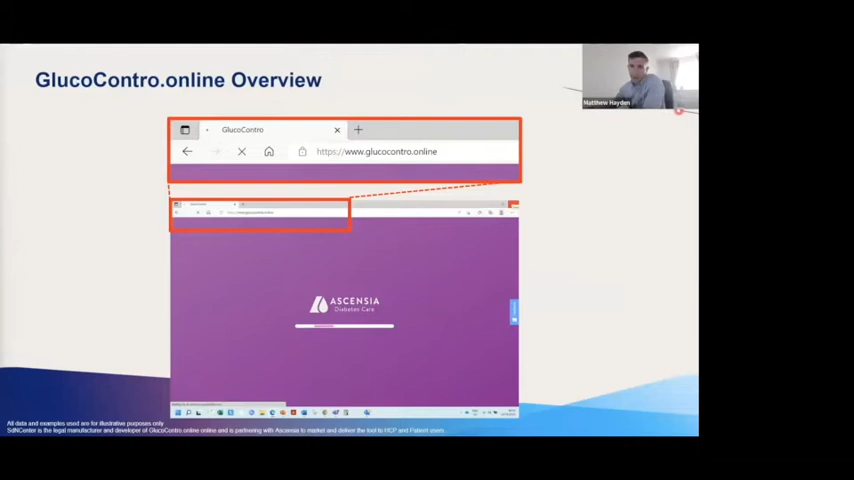 GlucoContro.online Overview
Matthew Hayden
GlucoContro
https://www.glucocontro.online
ASCENSIA
Diabetes Care
All data and examples used are for illustrative purposes only
SdNCenter is the legal manufacturer and developer of GlucoContro online online and is partnering with Ascensia to market and deliver the tool to HCP and Patient users.